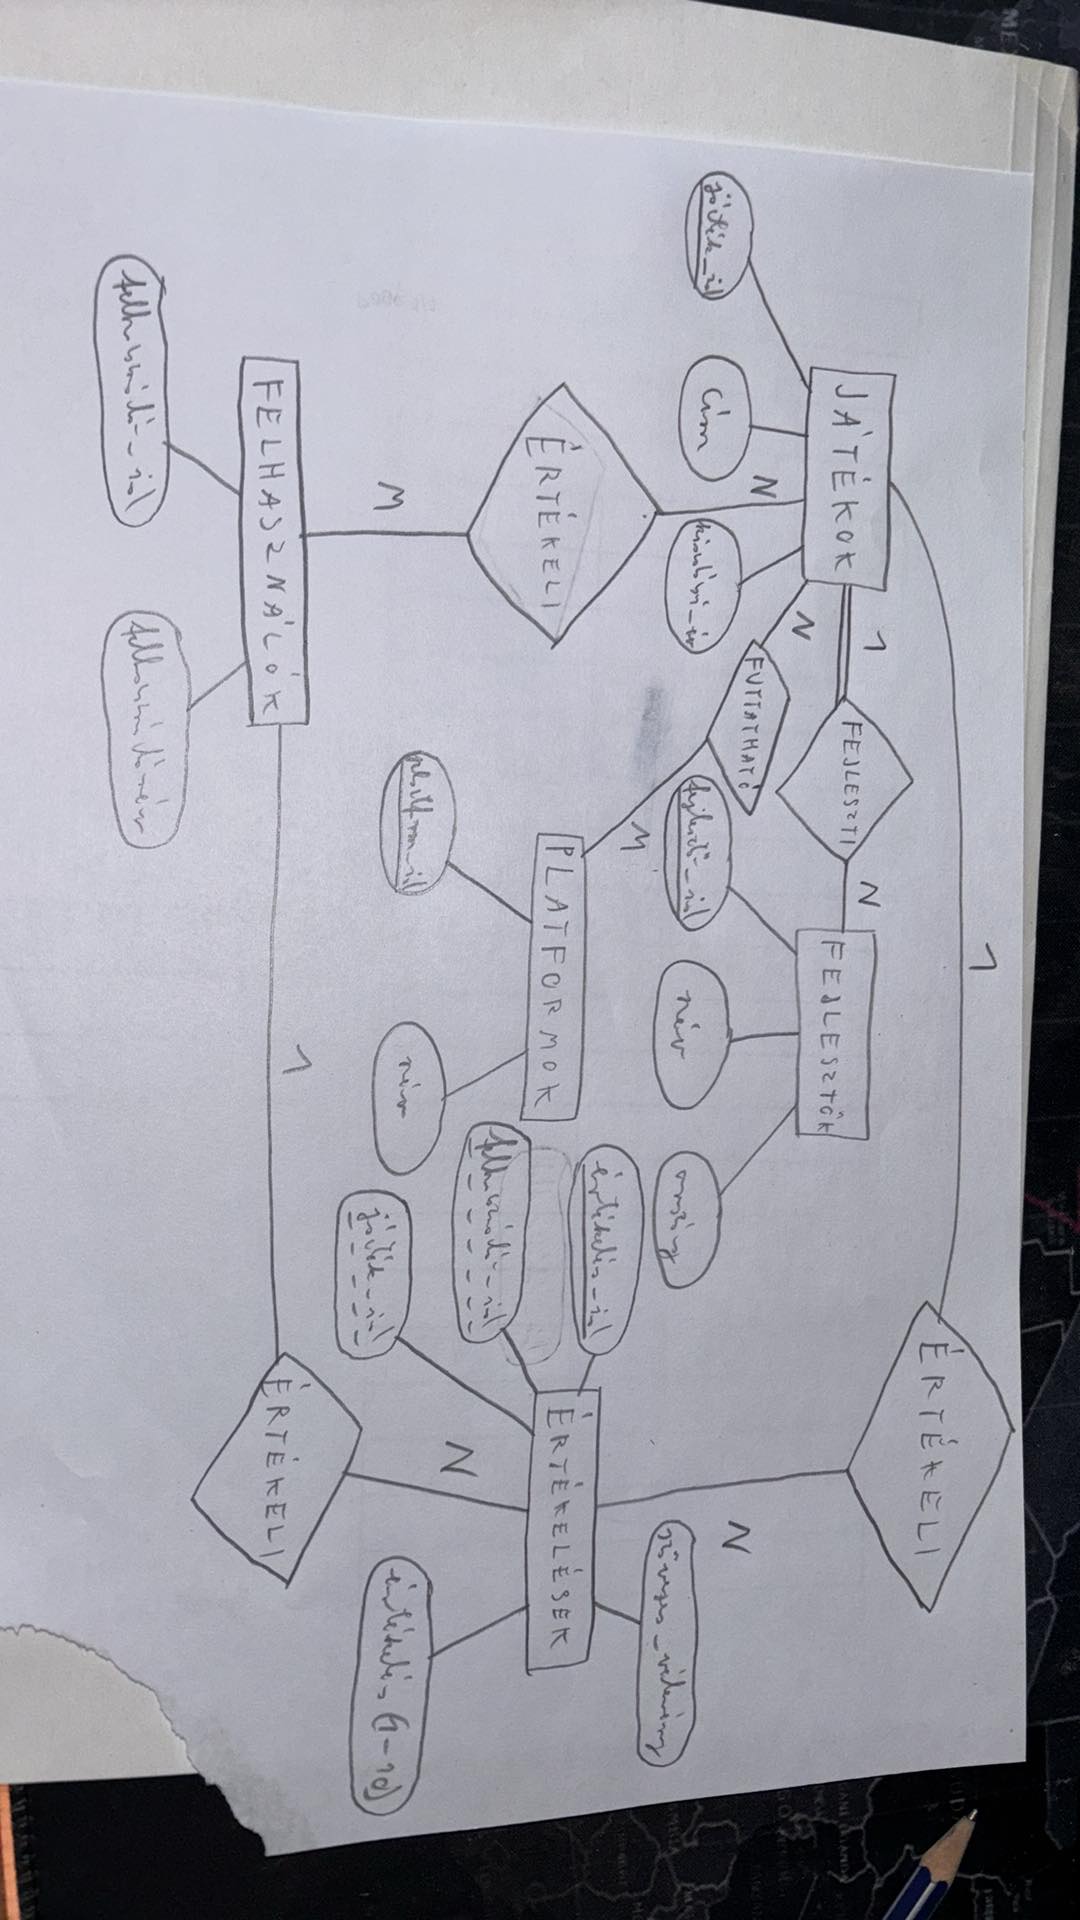 1
ÉRTÉKELI
JÁTÉKOK
1
FEJLESZTI
N
FEJLESZTŐK
N
N
FUTTATHATÓ
játék_id
cím
kiadási_év
fejlesztő_id
név
ország
N
szöveges_vélemény
M
értékelés_id
ÉRTÉKELI
PLATFORMOK
ÉRTÉKELÉSEK
felhasználó_id
N
platform_id
név
játék_id
értékelés (1-10)
M
1
FELHASZNÁLÓK
ÉRTÉKELI
felhasználó_id
felhasználónév